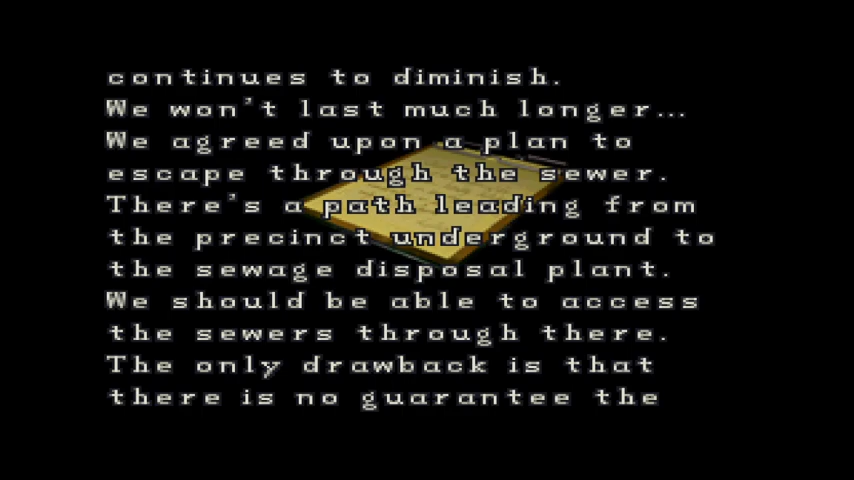 continues to diminish.
We won't last much longer...
We agreed upon a plan to
escape through the sewer.
There's a path leading from
the precinct underground to
the sewage disposal plant.
We should be able to access
the sewers through there.
The only drawback is that
there is no guarantee the